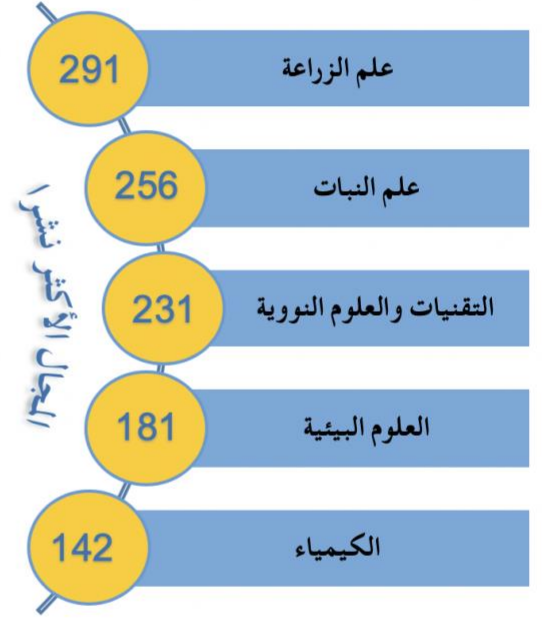 المجال الأكثر نشرا
291
علم الزراعة
256
علم النبات
231
التقنيات والعلوم النووية
181
العلوم البيئية
142
الكيمياء